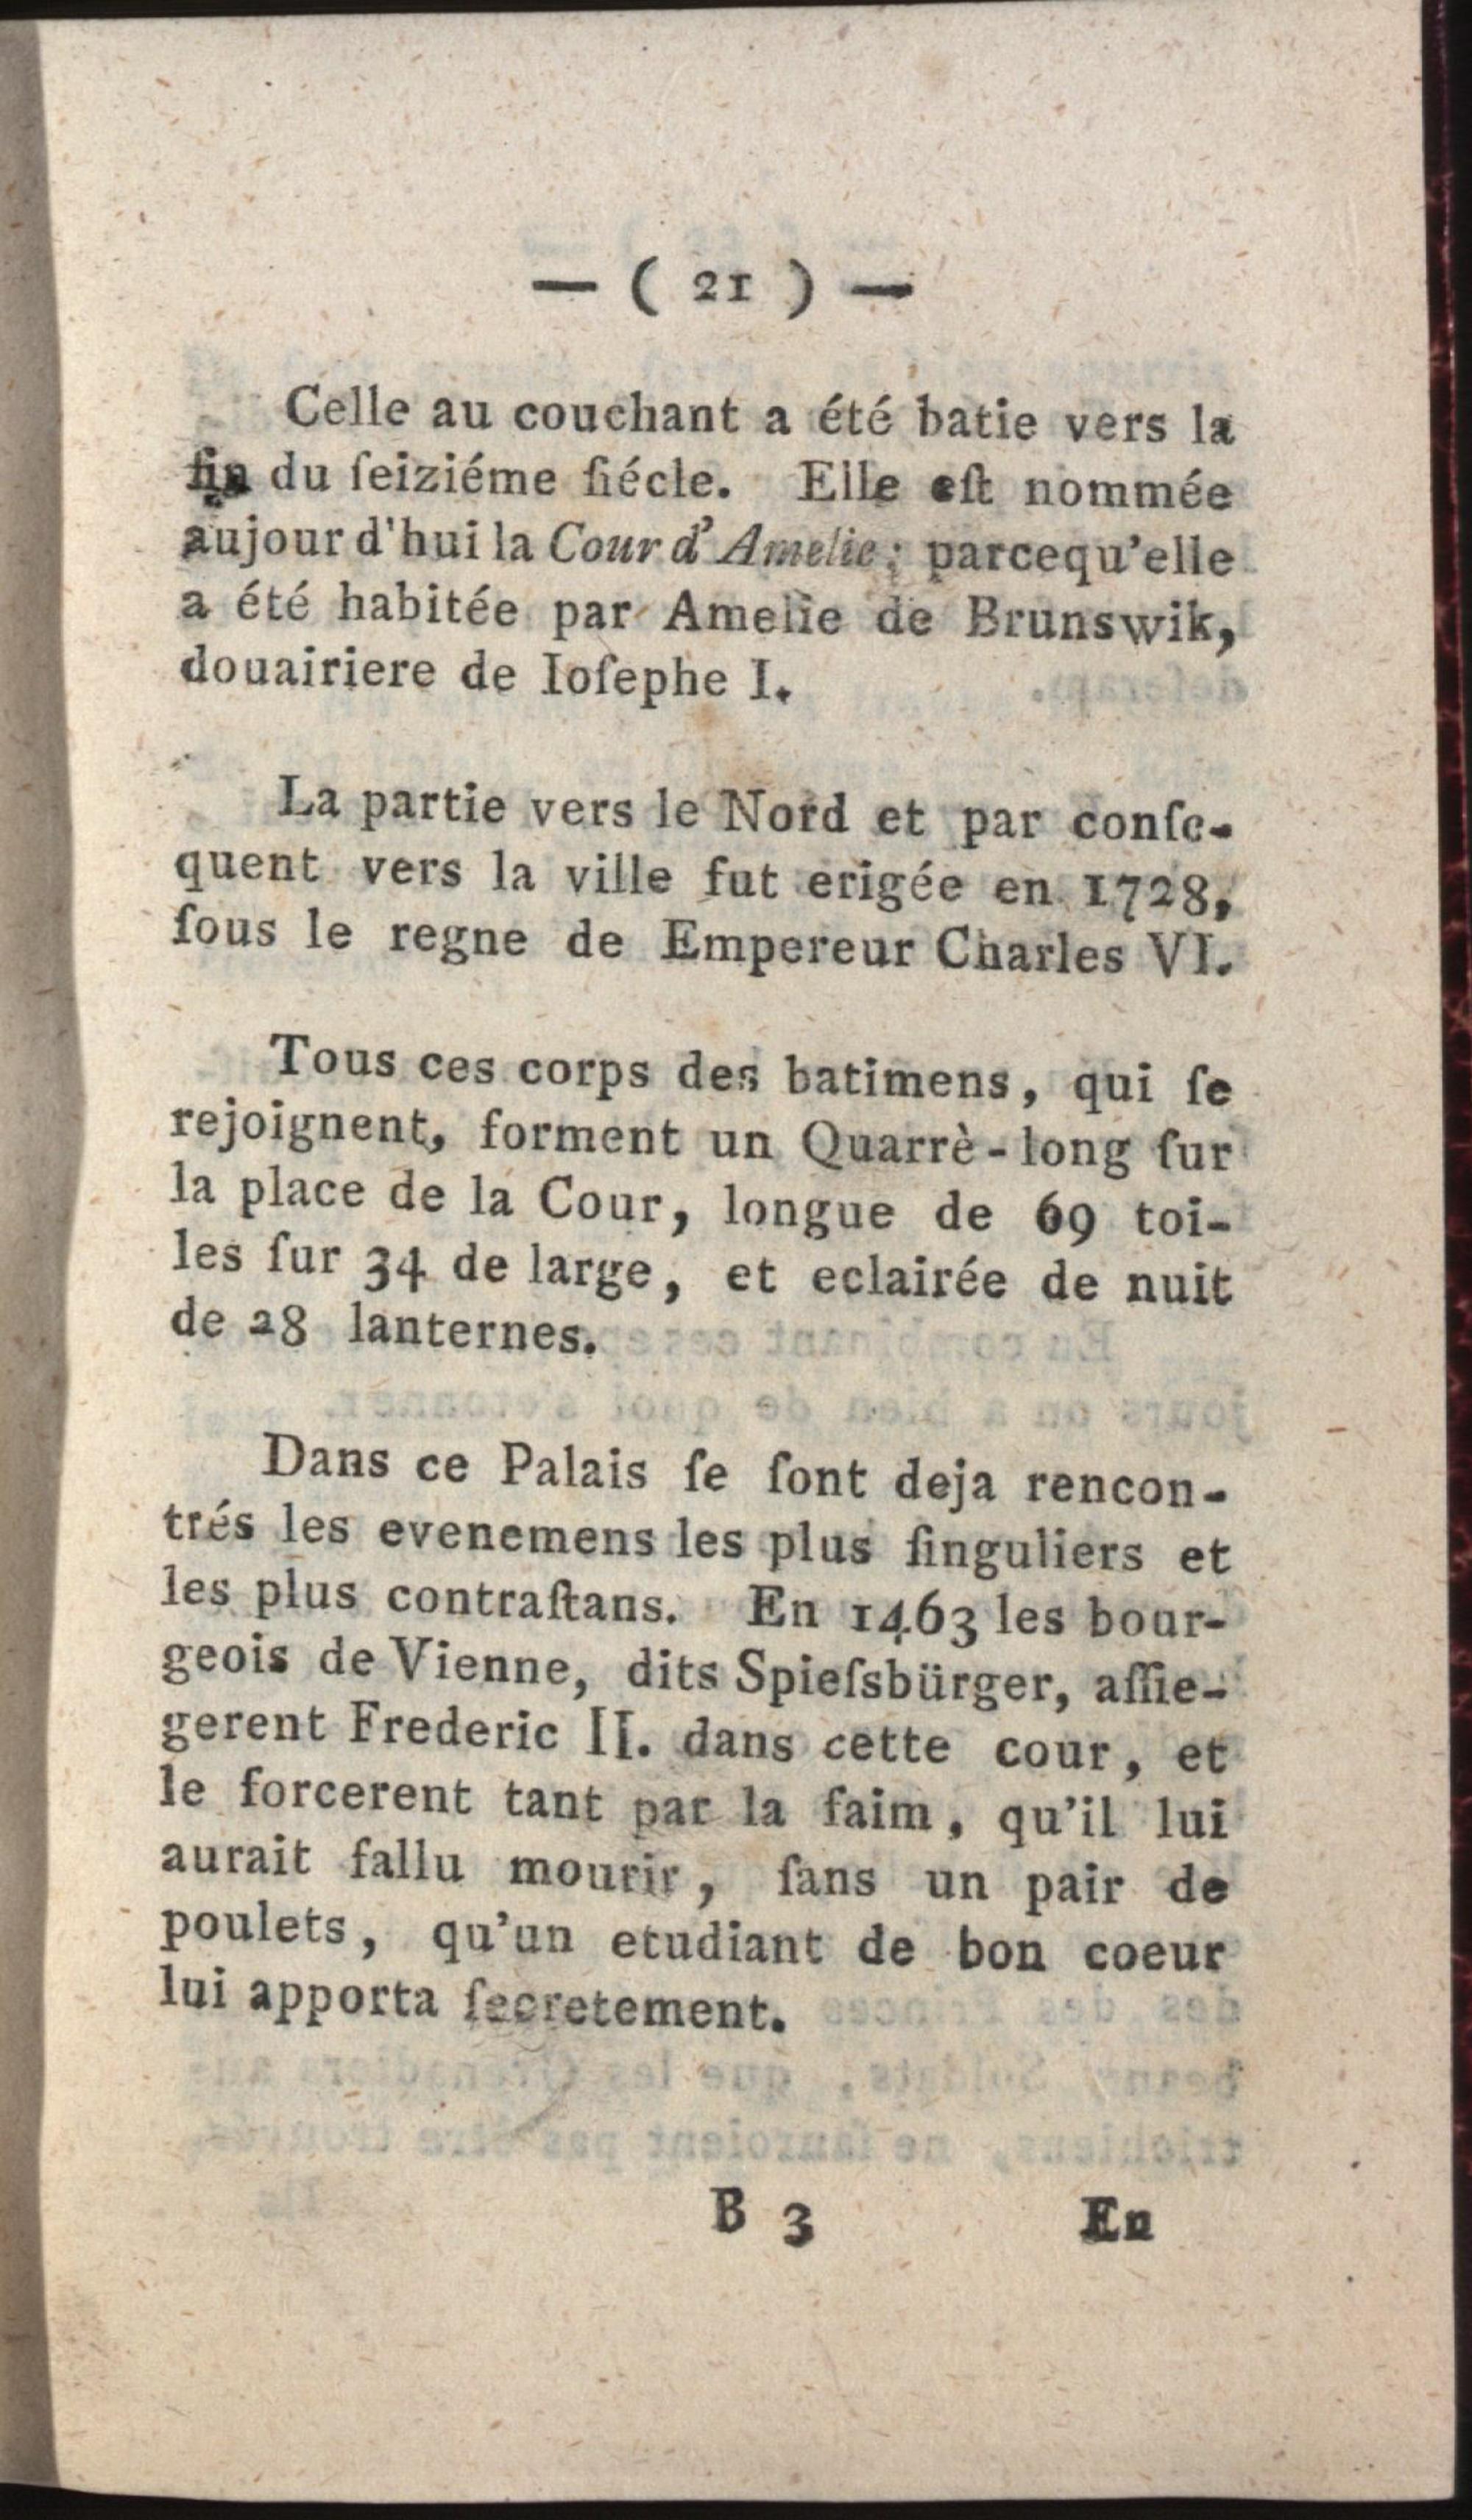 — ( 21 ) —
Celle au couchant a été batie vers la
fin du ſeiziéme ſiécle. Elle eſt nommée
aujourd'hui la Cour d'Amelie; parcequ'elle
a été habitée par Amelie de Brunswik,
douairiere de Ioſephe I.
La partie vers le Nord et par conſe-
quent vers la ville fut erigée en 1728,
ſous le regne de Empereur Charles VI.
Tous ces corps des batimens, qui ſe
rejoignent, forment un Quarrè-long ſur
la place de la Cour, longue de 69 toi-
les ſur 34 de large, et eclairée de nuit
de 28 lanternes.
Dans ce Palais ſe ſont deja rencon-
trés les evenemens les plus ſinguliers et
les plus contraſtans. En 1463 les bour-
geois de Vienne, dits Spieſsbürger, aſſie-
gerent Frederic II. dans cette cour, et
le forcerent tant par la faim, qu'il lui
aurait fallu mourir, ſans un pair de
poulets, qu'un etudiant de bon coeur
lui apporta ſecretement.
B 3 En